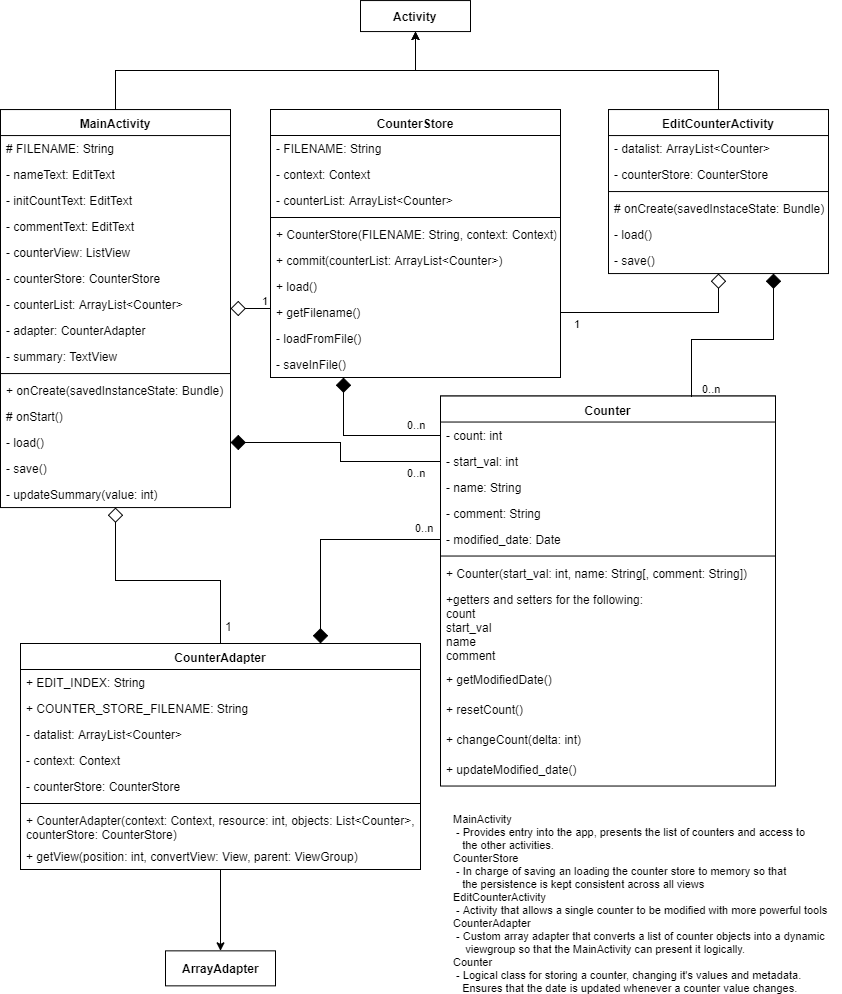 Activity
MainActivity
# FILENAME: String
- nameText: EditText
- initCountText: EditText
- commentText: EditText
- counterView: ListView
- counterStore: CounterStore
- counterList: ArrayList<Counter>
- adapter: CounterAdapter
- summary: TextView
+ onCreate(savedInstanceState: Bundle)
# onStart()
- load()
- save()
- updateSummary(value: int)
CounterStore
- FILENAME: String
- context: Context
- counterList: ArrayList<Counter>
+ CounterStore(FILENAME: String, context: Context)
+ commit(counterList: ArrayList<Counter>)
+ load()
+ getFilename()
- loadFromFile()
- saveInFile()
EditCounterActivity
- datalist: ArrayList<Counter>
- counterStore: CounterStore
# onCreate(savedInstaceState: Bundle)
- load()
- save()
1
1
0..n
0..n
0..n
0..n
1
Counter
- count: int
- start_val: int
- name: String
- comment: String
- modified_date: Date
+ Counter(start_val: int, name: String[, comment: String])
+getters and setters for the following:
count
start_val
name
comment
+ getModifiedDate()
+ resetCount()
+ changeCount(delta: int)
+ updateModified_date()
CounterAdapter
+ EDIT_INDEX: String
+ COUNTER_STORE_FILENAME: String
- datalist: ArrayList<Counter>
- context: Context
- counterStore: CounterStore
+ CounterAdapter(context: Context, resource: int, objects: List<Counter>,
counterStore: CounterStore)
+ getView(position: int, convertView: View, parent: ViewGroup)
ArrayAdapter
MainActivity
- Provides entry into the app, presents the list of counters and access to
the other activities.
CounterStore
- In charge of saving an loading the counter store to memory so that
the persistence is kept consistent across all views
EditCounterActivity
- Activity that allows a single counter to be modified with more powerful tools
CounterAdapter
- Custom array adapter that converts a list of counter objects into a dynamic
viewgroup so that the MainActivity can present it logically.
Counter
- Logical class for storing a counter, changing it's values and metadata.
Ensures that the date is updated whenever a counter value changes.